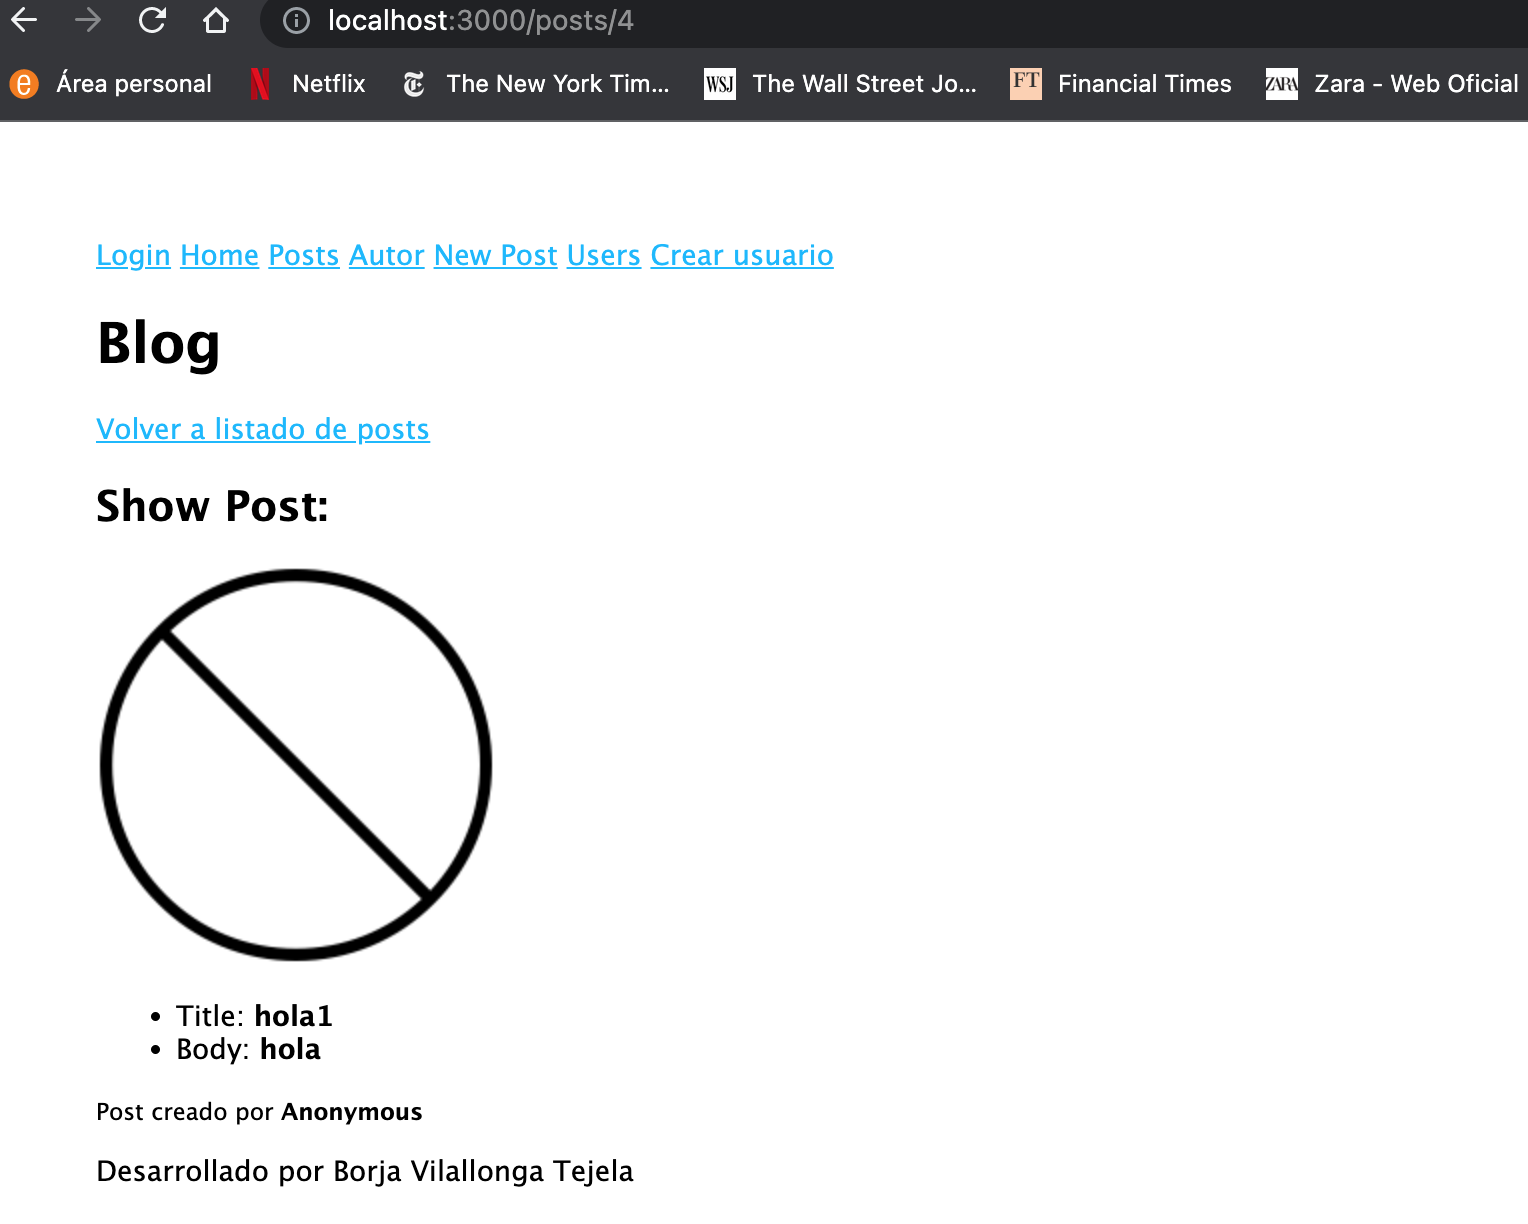 localhost:3000/posts/4
e Área personal N Netflix T The New York Tim... WSJ The Wall Street Jo... FT Financial Times ZARA Zara - Web Oficial
Login Home Posts Autor New Post Users Crear usuario
Blog
Volver a listado de posts
Show Post:
• Title: hola1
• Body: hola
Post creado por Anonymous
Desarrollado por Borja Vilallonga Tejela